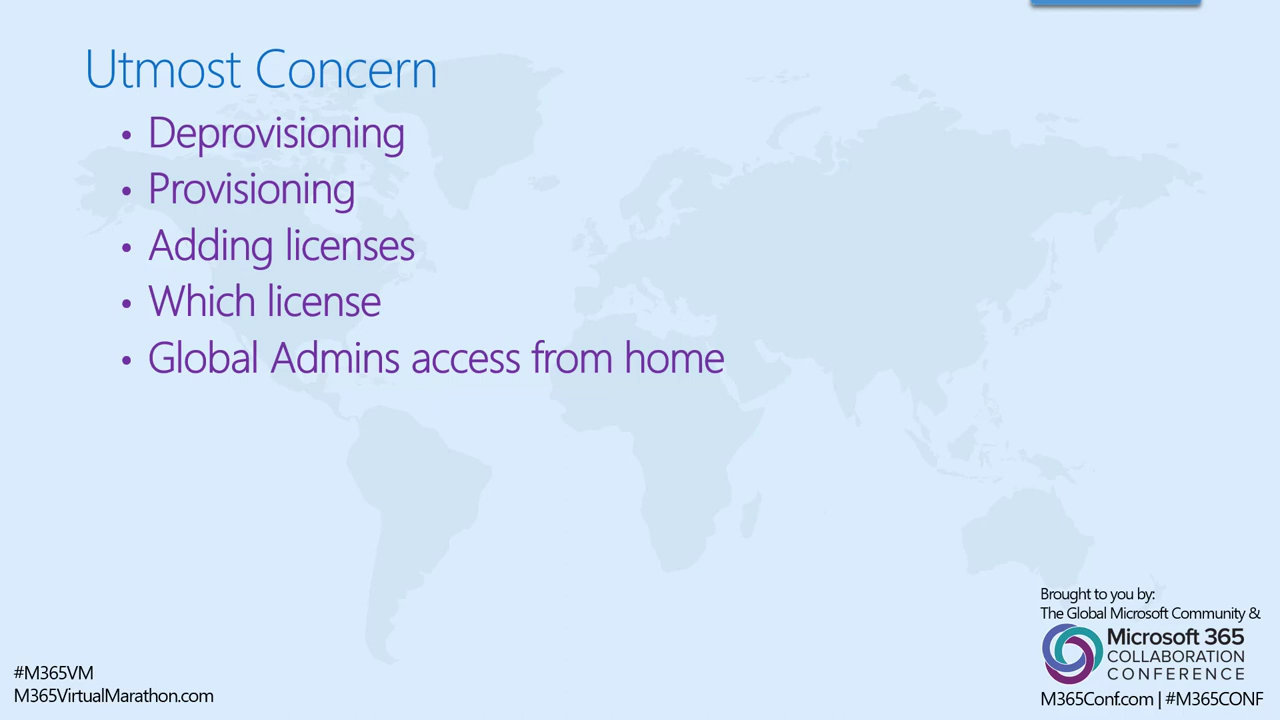 Utmost Concern
• Deprovisioning
• Provisioning
• Adding licenses
• Which license
• Global Admins access from home
Brought to you by:
The Global Microsoft Community &
Microsoft 365
COLLABORATION
CONFERENCE
M365Conf.com | #M365CONF
#M365VM
M365VirtualMarathon.com